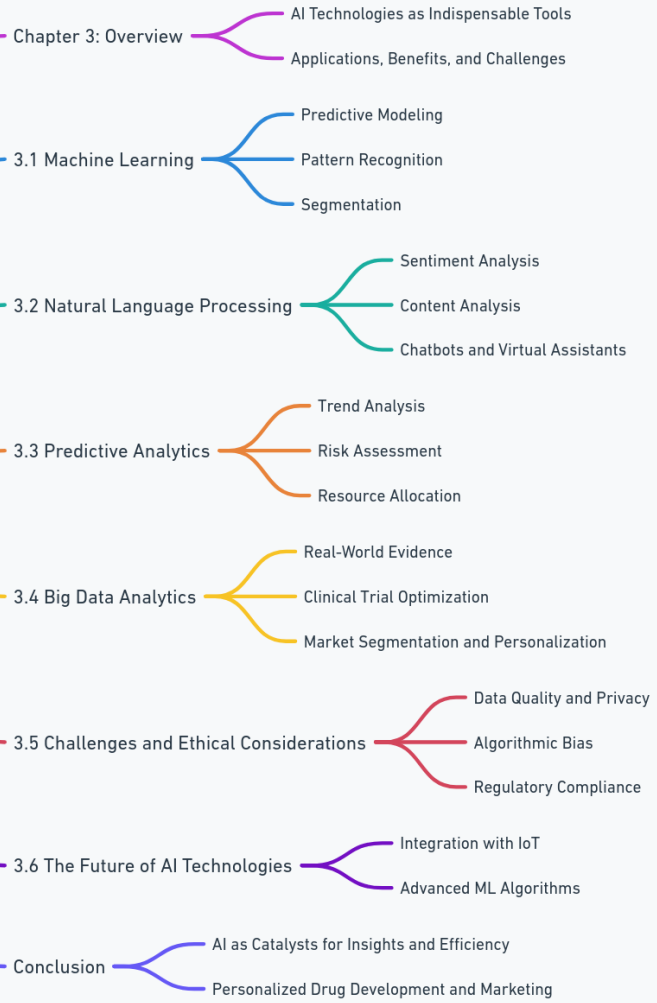 AI Technologies as Indispensable Tools
Chapter 3: Overview
Applications, Benefits, and Challenges
Predictive Modeling
3.1 Machine Learning
Pattern Recognition
Segmentation
Sentiment Analysis
3.2 Natural Language Processing
Content Analysis
Chatbots and Virtual Assistants
Trend Analysis
3.3 Predictive Analytics
Risk Assessment
Resource Allocation
Real-World Evidence
3.4 Big Data Analytics
Clinical Trial Optimization
Market Segmentation and Personalization
Data Quality and Privacy
3.5 Challenges and Ethical Considerations
Algorithmic Bias
Regulatory Compliance
Integration with IoT
3.6 The Future of AI Technologies
Advanced ML Algorithms
AI as Catalysts for Insights and Efficiency
Conclusion
Personalized Drug Development and Marketing